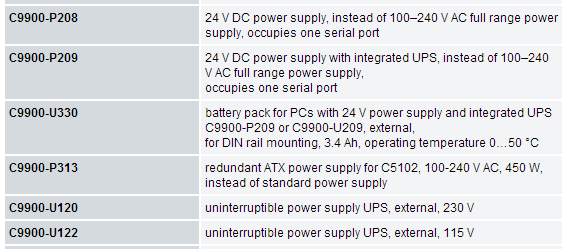 C9900-P208
24 V DC power supply, instead of 100–240 V AC full range power
supply, occupies one serial port
C9900-P209
24 V DC power supply with integrated UPS, instead of 100–240
V AC full range power supply,
occupies one serial port
C9900-U330
battery pack for PCs with 24 V power supply and integrated UPS
C9900-P209 or C9900-U209, external,
for DIN rail mounting, 3.4 Ah, operating temperature 0…50 °C
C9900-P313
redundant ATX power supply for C5102, 100-240 V AC, 450 W,
instead of standard power supply
C9900-U120
uninterruptible power supply UPS, external, 230 V
C9900-U122
uninterruptible power supply UPS, external, 115 V